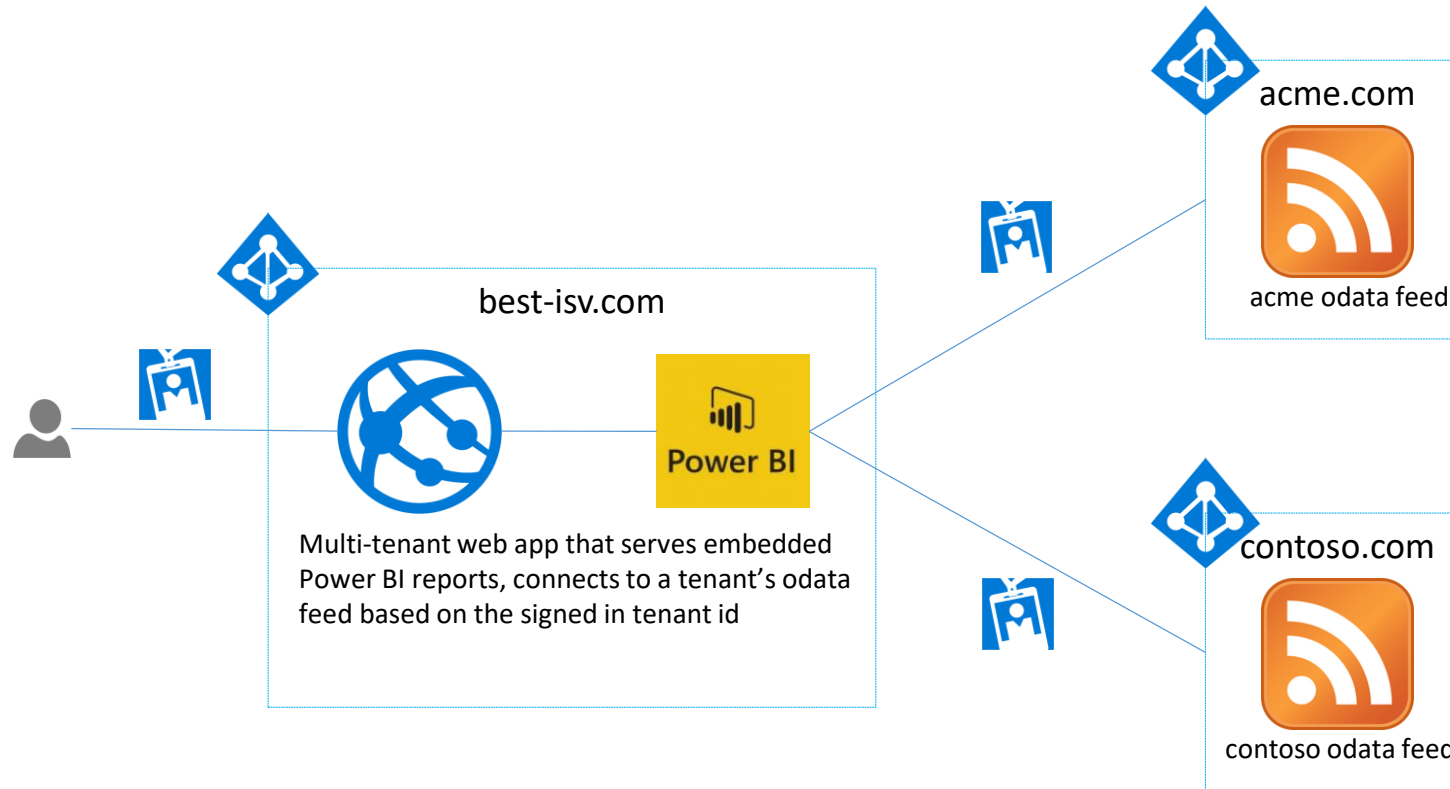 acme.com
acme odata feed
best-isv.com
Power BI
Multi-tenant web app that serves embedded
Power BI reports, connects to a tenant’s odata
feed based on the signed in tenant id
contoso.com
contoso odata feed